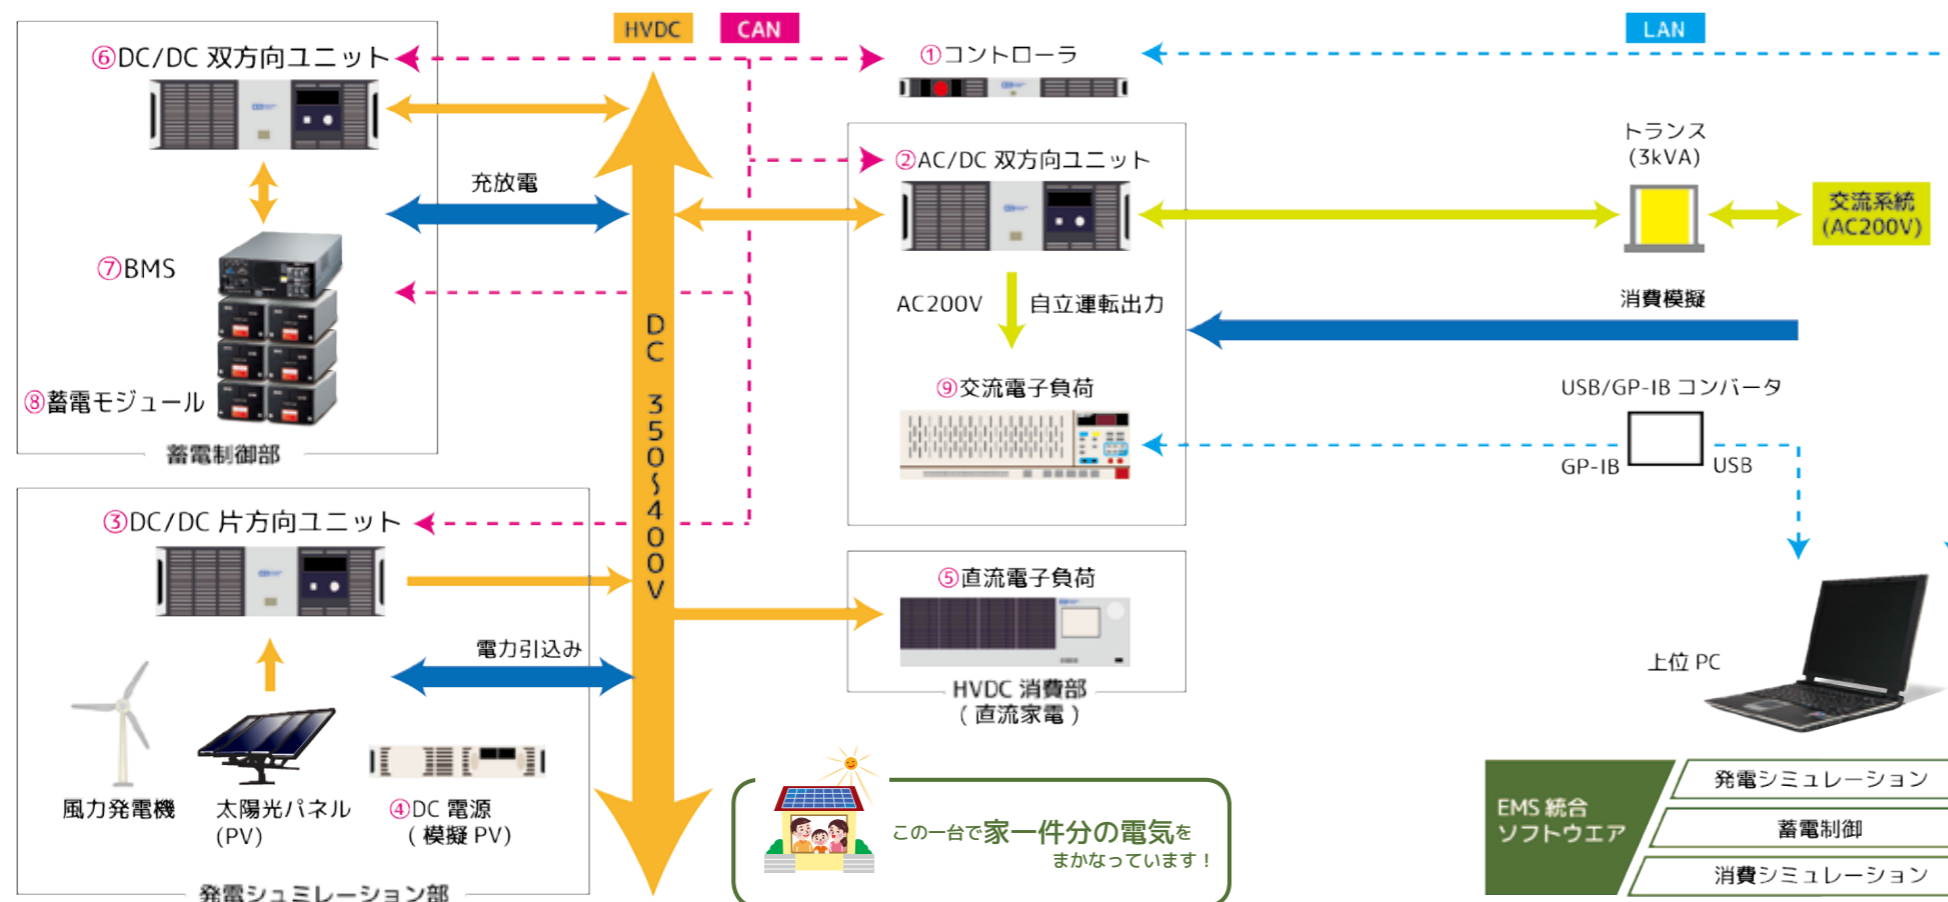 HVDC
CAN
LAN
⑥DC/DC 双方向ユニット
①コントローラ
トランス
(3kVA)
②AC/DC 双方向ユニット
充放電
交流系統
(AC200V)
⑦BMS
AC200V
自立運転出力
消費模擬
DC 350〜400V
⑧蓄電モジュール
⑨交流電子負荷
USB/GP-IB コンバータ
GP-IB
USB
蓄電制御部
③DC/DC 片方向ユニット
⑤直流電子負荷
電力引込み
上位 PC
HVDC 消費部
( 直流家電 )
風力発電機
太陽光パネル
(PV)
④DC 電源
( 模擬 PV)
発電シュミレーション部
この一台で家一件分の電気を
まかなっています！
EMS 統合
ソフトウエア
発電シミュレーション
蓄電制御
消費シミュレーション